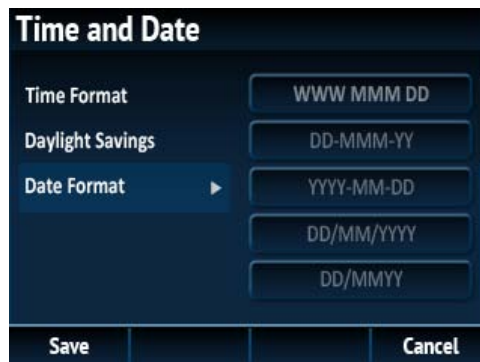 Time and Date
Time Format
WWW MMM DD
Daylight Savings
DD-MMM-YY
Date Format
YYYY-MM-DD
DD/MM/YYYY
DD/MMYY
Save
Cancel